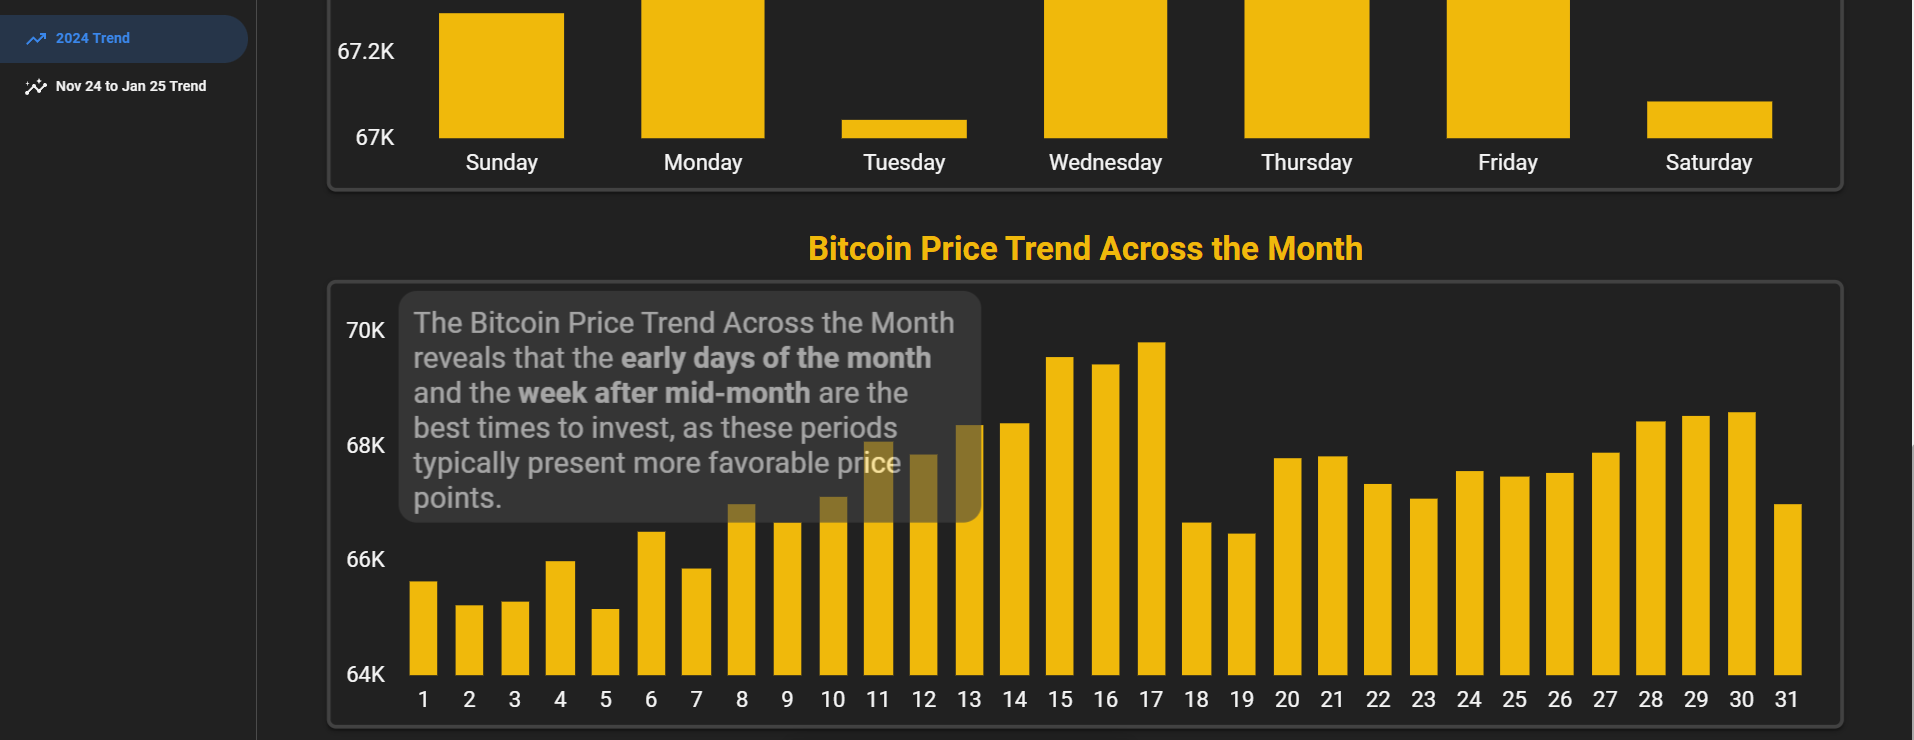 2024 Trend
Nov 24 to Jan 25 Trend
67.2K
67K
Sunday Monday Tuesday Wednesday Thursday Friday Saturday
Bitcoin Price Trend Across the Month
The Bitcoin Price Trend Across the Month
reveals that the early days of the month
and the week after mid-month are the
best times to invest, as these periods
typically present more favorable price
points.
70K
68K
66K
64K
1 2 3 4 5 6 7 8 9 10 11 12 13 14 15 16 17 18 19 20 21 22 23 24 25 26 27 28 29 30 31